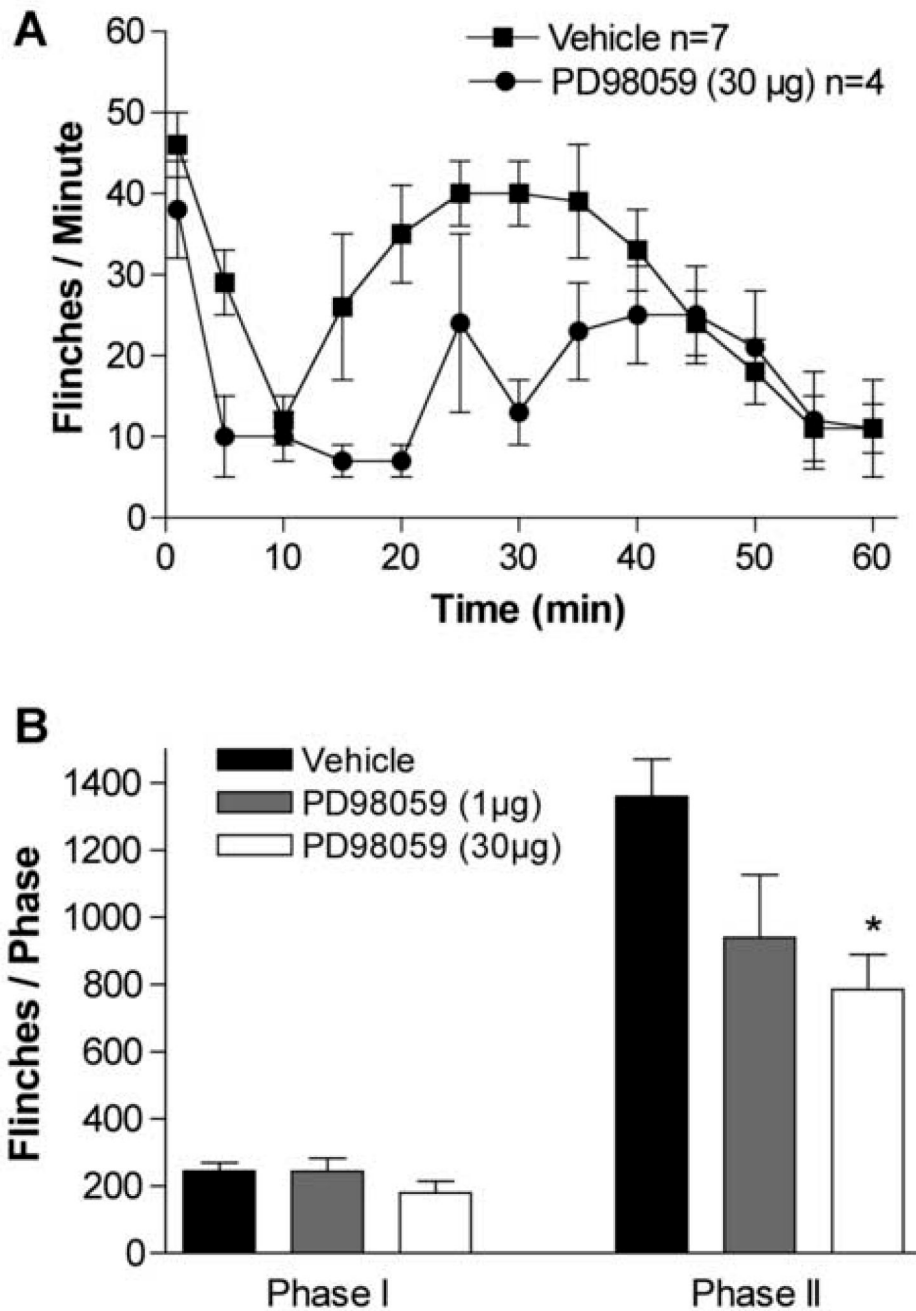 A
60
50
40
30
20
10
0
Flinches / Minute
Vehicle n=7
PD98059 (30 µg) n=4
0 10 20 30 40 50 60
Time (min)
B
1400
1200
1000
800
600
400
200
0
Flinches / Phase
Vehicle
PD98059 (1µg)
PD98059 (30µg)
*
Phase I Phase II